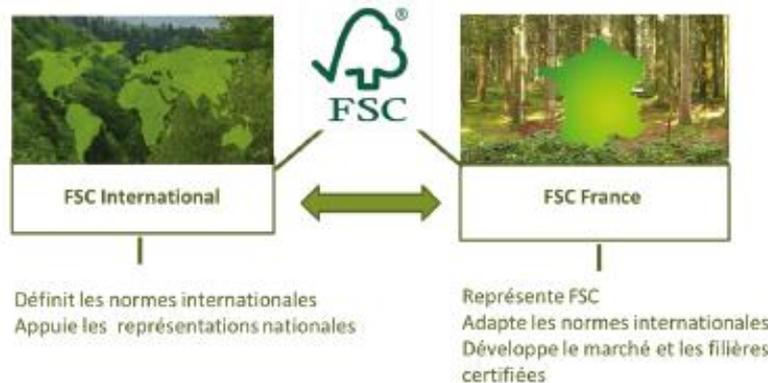 ®
FSC
FSC International
FSC France
Définit les normes internationales
Appuie les représentations nationales
Représente FSC
Adapte les normes internationales
Développe le marché et les filières
certifiées